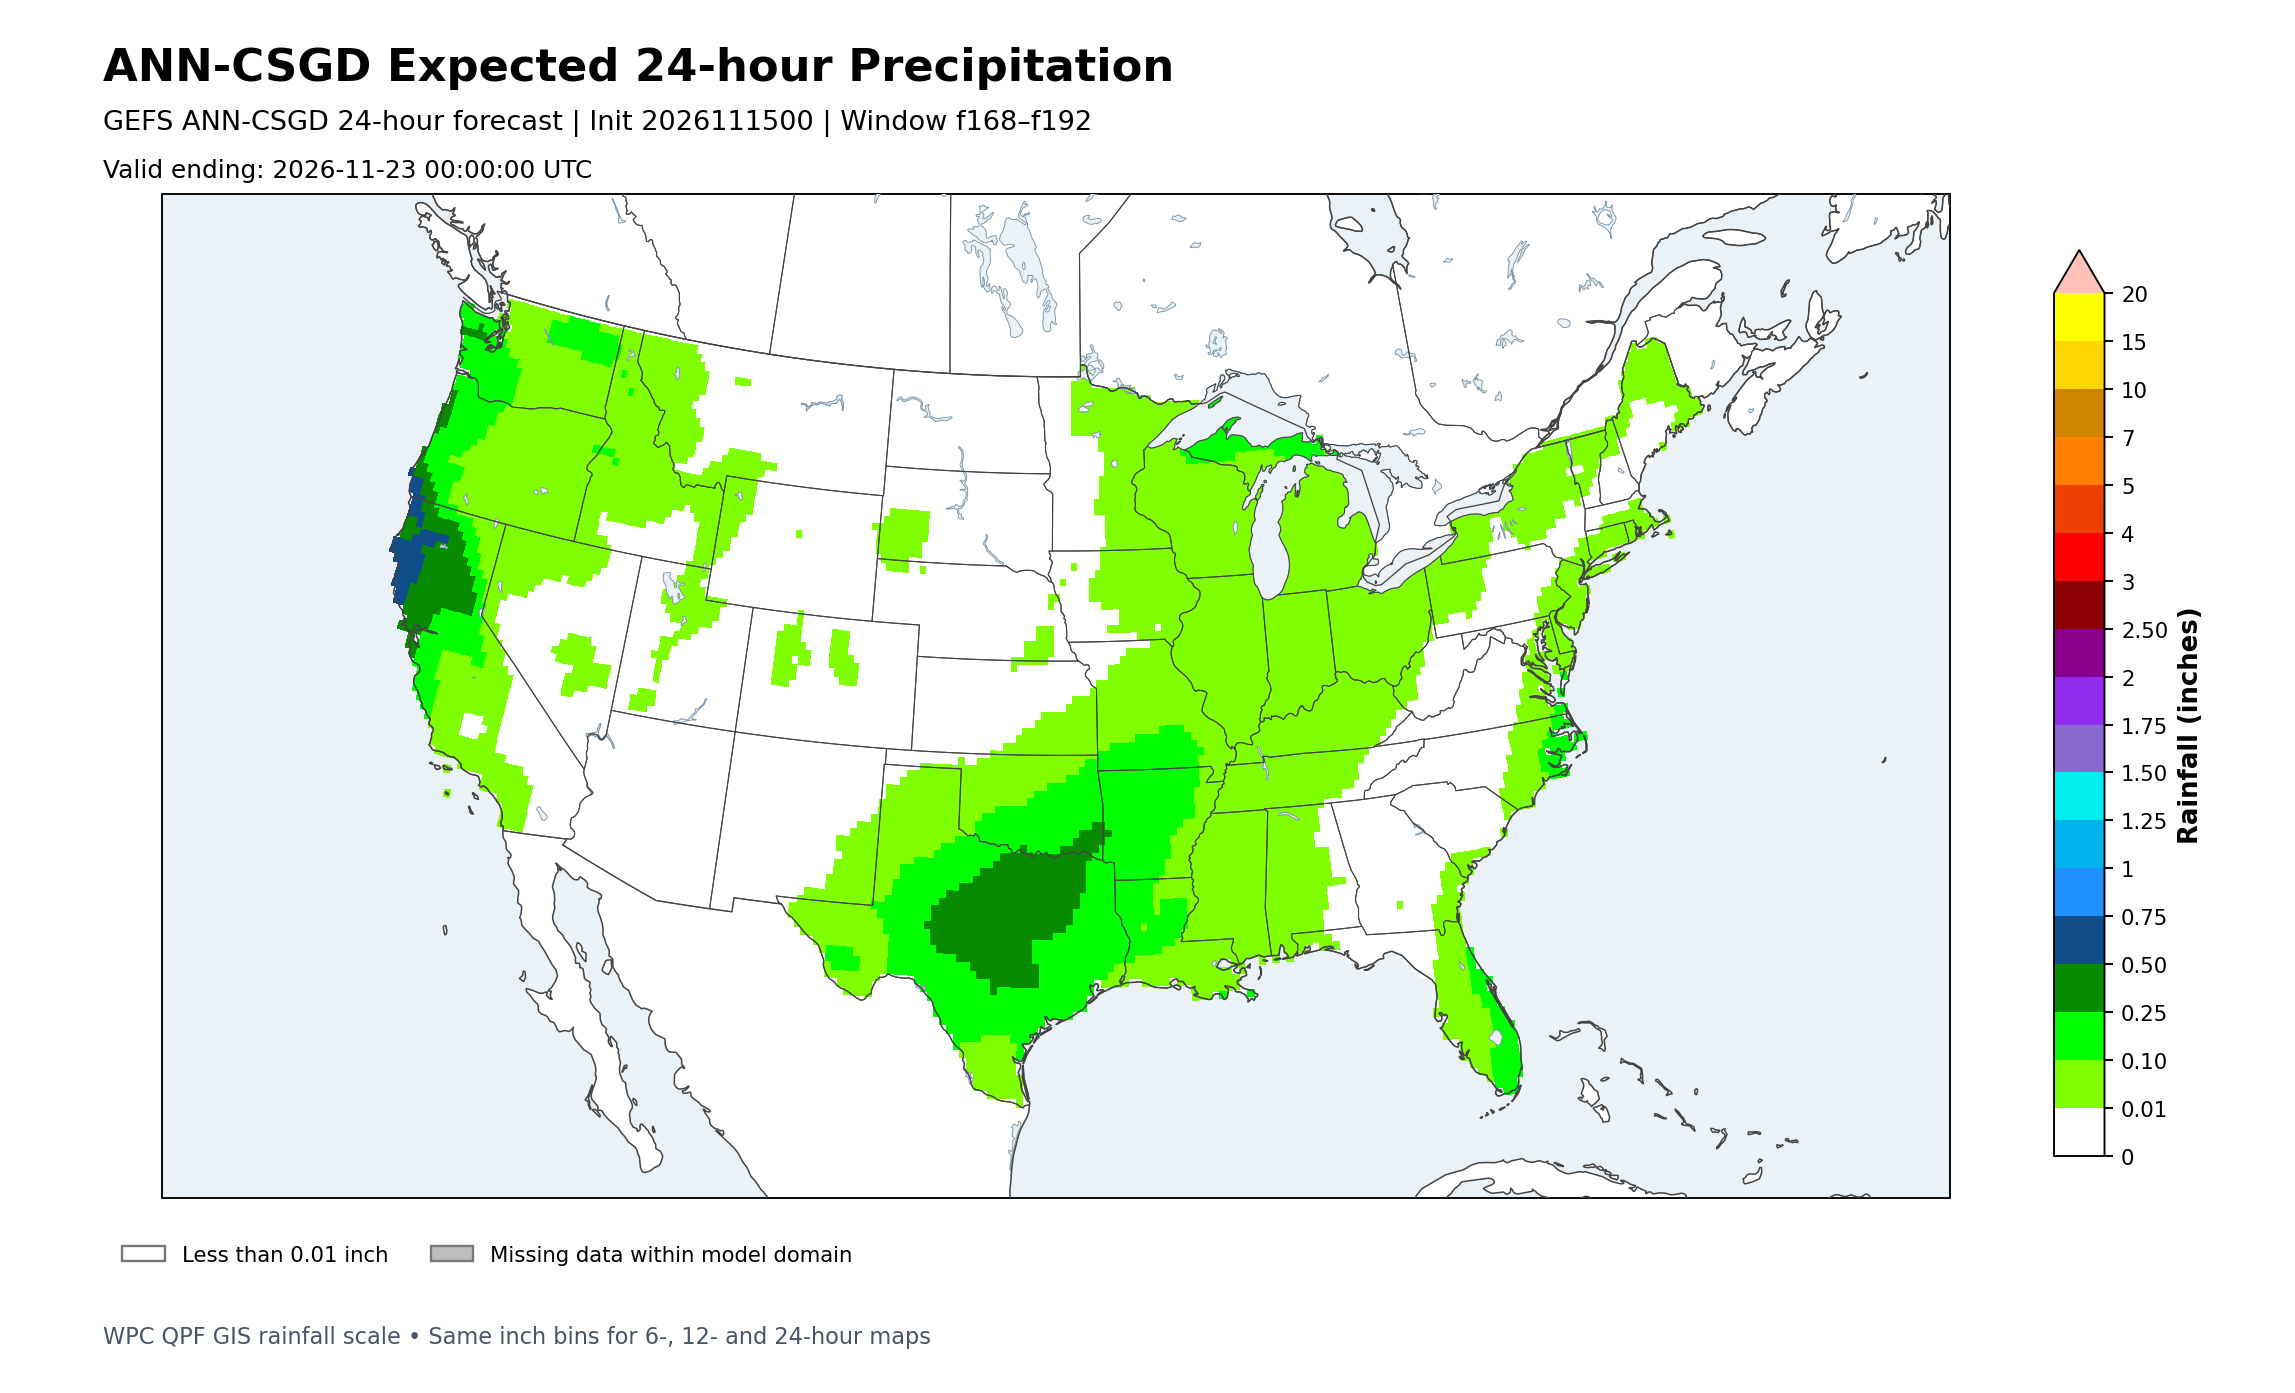 ANN-CSGD Expected 24-hour Precipitation
GEFS ANN-CSGD 24-hour forecast | Init 2026111500 | Window f168–f192
Valid ending: 2026-11-23 00:00:00 UTC
20
15
10
7
5
4
3
2.50
2
1.75
1.50
1.25
1
0.75
0.50
0.25
0.10
0.01
0
Rainfall (inches)
Less than 0.01 inch
Missing data within model domain
WPC QPF GIS rainfall scale • Same inch bins for 6-, 12- and 24-hour maps